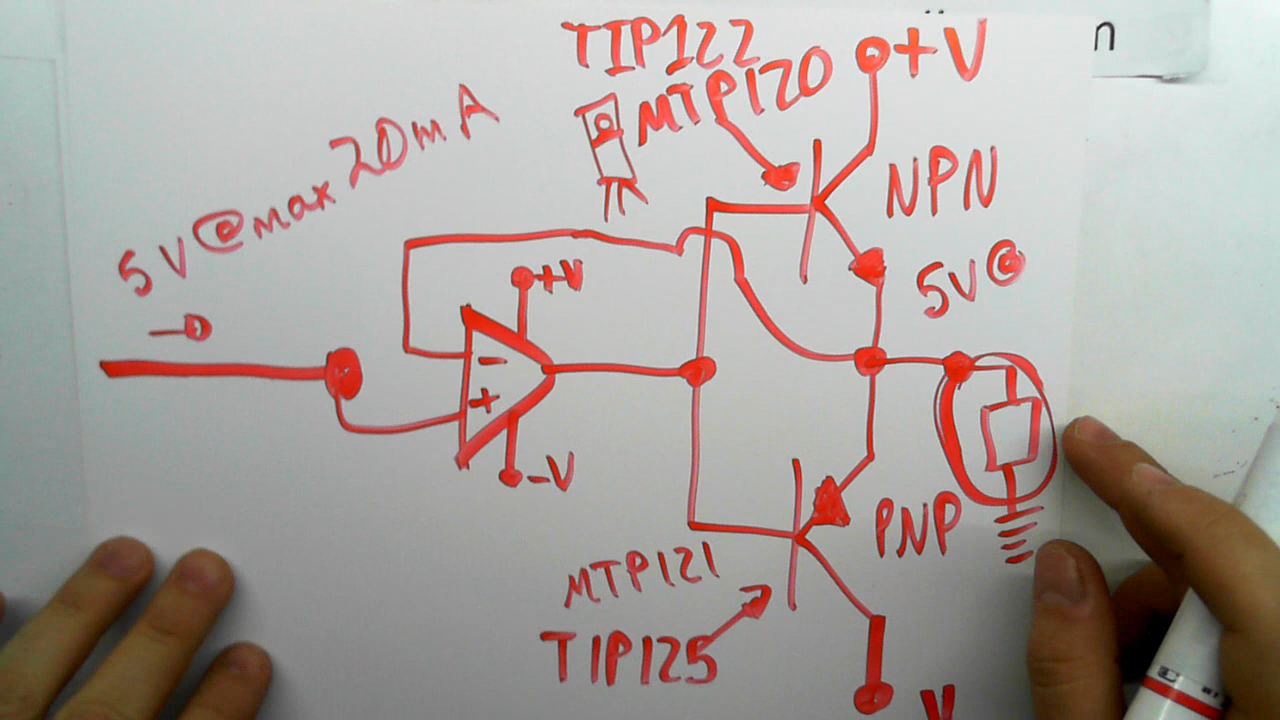 TIP122
MTP120
+V
n
5V@max 20mA
NPN
5V@
+V
-
+
-V
PNP
MTP121
TIP125
V